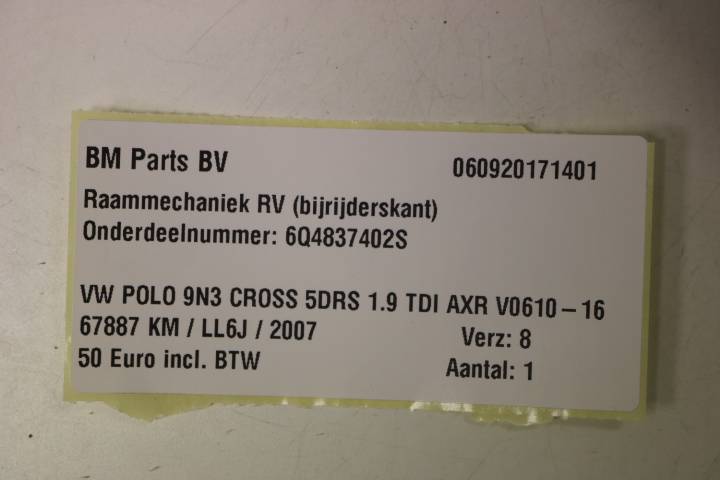 BM Parts BV 060920171401
Raammechaniek RV (bijrijderskant)
Onderdeelnummer: 6Q4837402S
VW POLO 9N3 CROSS 5DRS 1.9 TDI AXR V0610-16
67887 KM / LL6J / 2007 Verz: 8
50 Euro incl. BTW Aantal: 1